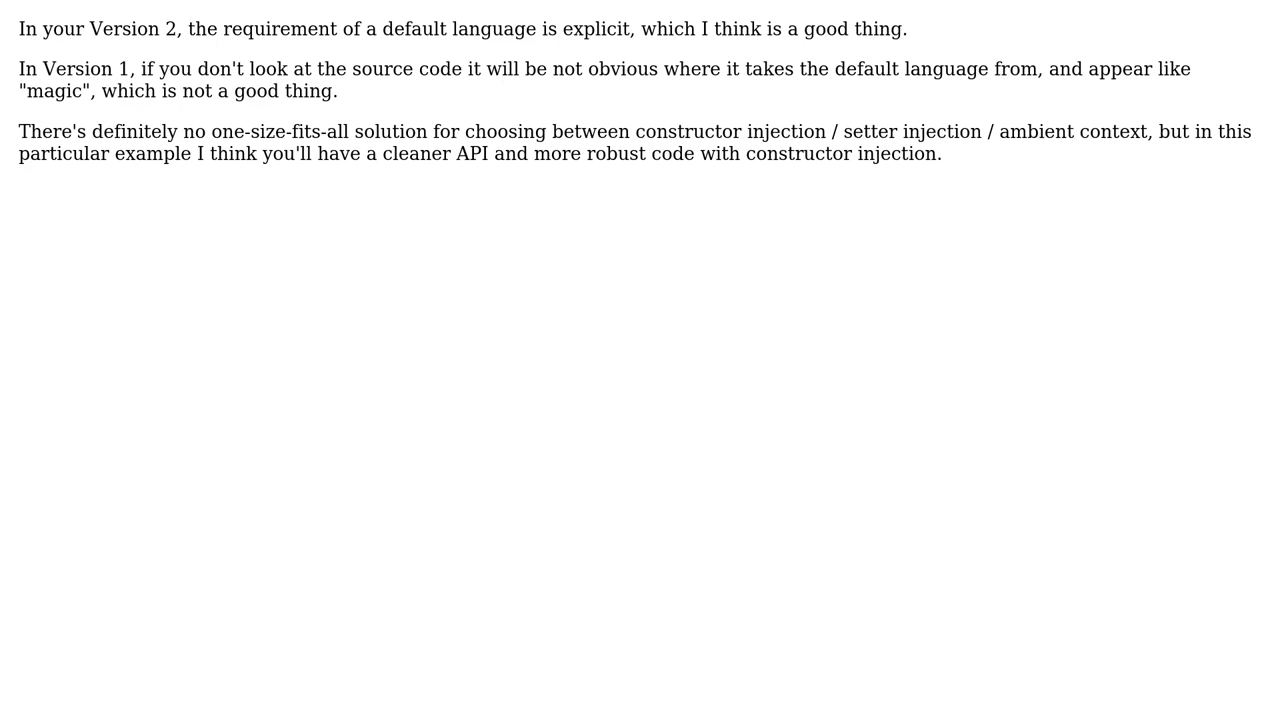 In your Version 2, the requirement of a default language is explicit, which I think is a good thing.
In Version 1, if you don't look at the source code it will be not obvious where it takes the default language from, and appear like
"magic", which is not a good thing.
There's definitely no one-size-fits-all solution for choosing between constructor injection / setter injection / ambient context, but in this
particular example I think you'll have a cleaner API and more robust code with constructor injection.